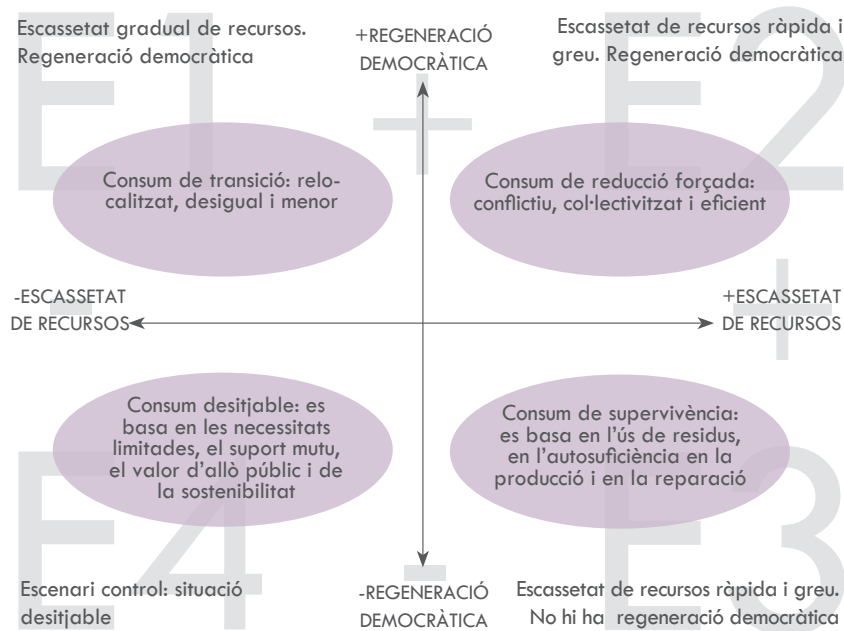 E1
Escassetat gradual de recursos.
Regeneració democràtica
+REGENERACIÓ
DEMOCRÀTICA
+
E2
Escassetat de recursos ràpida i
greu. Regeneració democràtica
Consum de transició: relo-
calitzat, desigual i menor
Consum de reducció forçada:
conflictiu, col·lectivitzat i eficient
-ESCASSETAT
DE RECURSOS
-
+ESCASSETAT
DE RECURSOS
+
Consum desitjable: es
basa en les necessitats
limitades, el suport mutu,
el valor d'allò públic i de
la sostenibilitat
Consum de supervivència:
es basa en l'ús de residus,
en l'autosuficiència en la
producció i en la reparació
E4
Escenari control: situació
desitjable
-
-REGENERACIÓ
DEMOCRÀTICA
E3
Escassetat de recursos ràpida i greu.
No hi ha regeneració democràtica